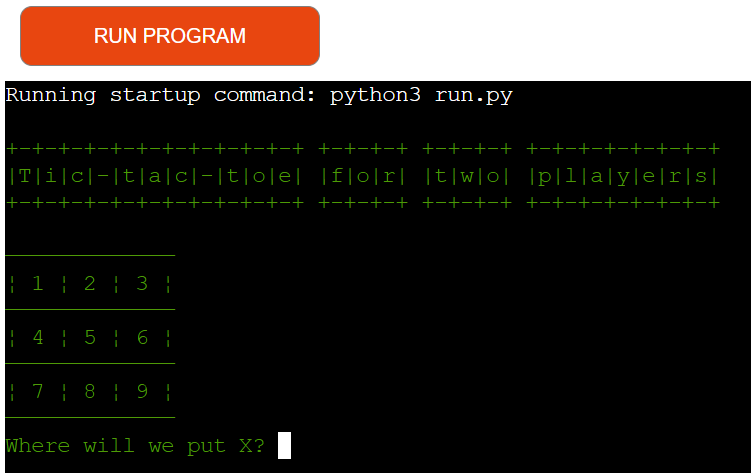 RUN PROGRAM
Running startup command: python3 run.py
+-+-+-+-+-+-+-+-+-+-+-+ +-+-+-+ +-+-+-+ +-+-+-+-+-+-+-+
|T|i|c|-|t|a|c|-|t|o|e| |f|o|r| |t|w|o| |p|l|a|y|e|r|s|
+-+-+-+-+-+-+-+-+-+-+-+ +-+-+-+ +-+-+-+ +-+-+-+-+-+-+-+
—————————————
¦ 1 ¦ 2 ¦ 3 ¦
—————————————
¦ 4 ¦ 5 ¦ 6 ¦
—————————————
¦ 7 ¦ 8 ¦ 9 ¦
—————————————
Where will we put X?